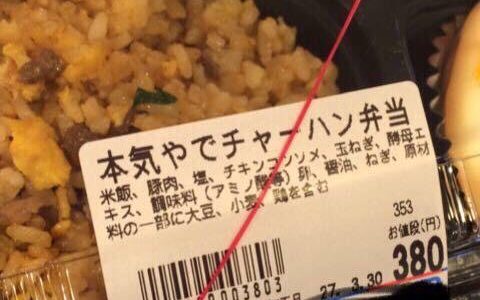 本気やでチャーハン弁当
米飯、豚肉、塩、チキンコンソメ、玉ねぎ、酵母エ
キス、調味料（アミノ酸等）卵、醤油、ねぎ、原材
料の一部に大豆、小麦、鶏を含む
353
お値段(円)
380
27. 3.30
0003803